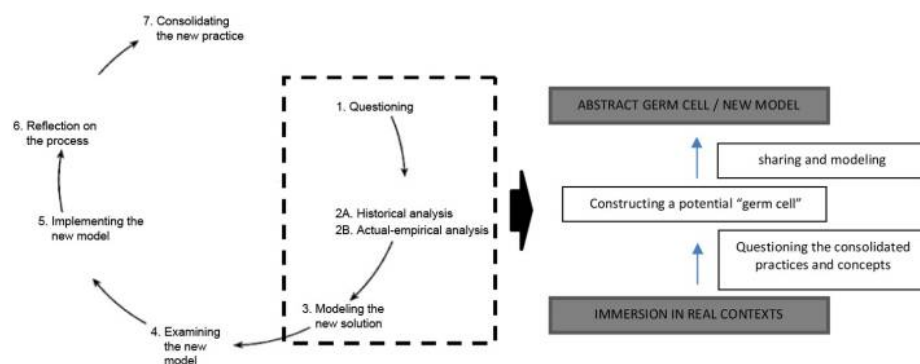 7. Consolidating
the new practice
1. Questioning
6. Reflection on
the process
2A. Historical analysis
2B. Actual-empirical analysis
5. Implementing the
new model
3. Modeling the
new solution
4. Examining
the new
model
ABSTRACT GERM CELL / NEW MODEL
sharing and modeling
Constructing a potential “germ cell”
Questioning the consolidated
practices and concepts
IMMERSION IN REAL CONTEXTS